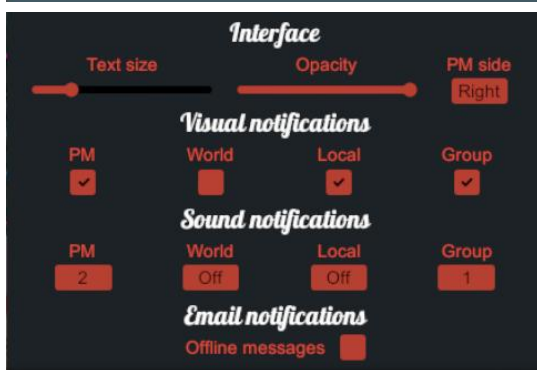 Interface
Text size Opacity PM side
Right
Visual notifications
PM World Local Group
Sound notifications
PM World Local Group
2 Off Off 1
Email notifications
Offline messages